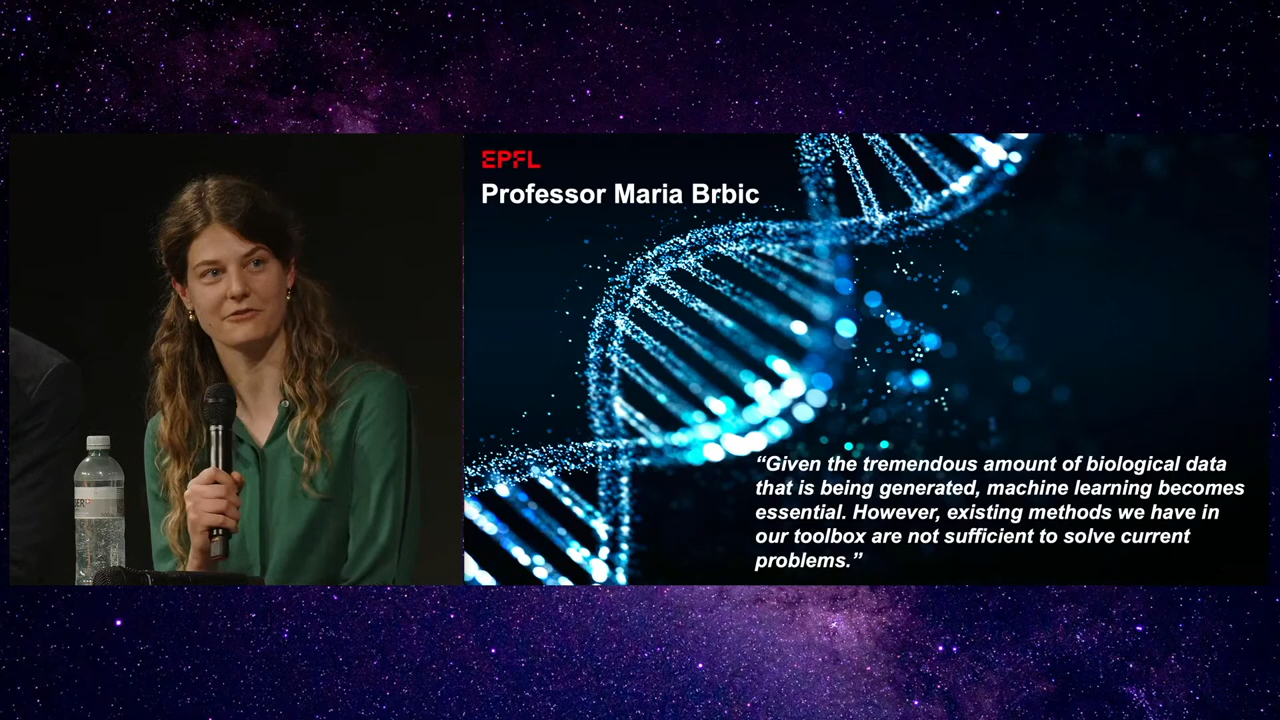 EPFL
Professor Maria Brbic
“Given the tremendous amount of biological data
that is being generated, machine learning becomes
essential. However, existing methods we have in
our toolbox are not sufficient to solve current
problems.”